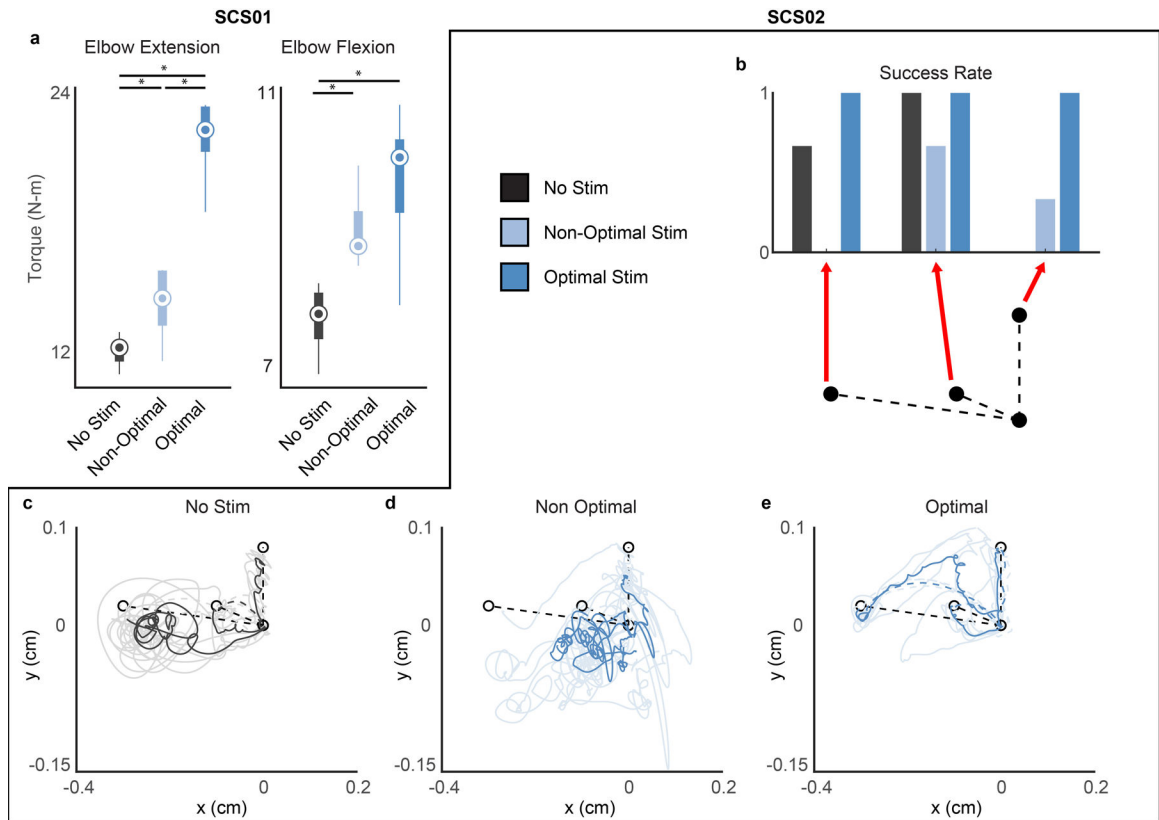 SCS01
SCS02
a
Elbow Extension
Elbow Flexion
*
*
*
*
*
24
12
Torque (N-m)
11
7
No Stim
Non-Optimal
Optimal
No Stim
Non-Optimal
Optimal
b
Success Rate
1
0
No Stim
Non-Optimal Stim
Optimal Stim
c
No Stim
0.1
0
-0.15
y (cm)
-0.4
0
x (cm)
d
Non Optimal
0.1
0
-0.15
y (cm)
-0.4
0
0.2
x (cm)
e
Optimal
0.1
0
-0.15
y (cm)
-0.4
0
0.2
x (cm)